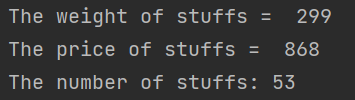 The weight of stuffs =  299
The price of stuffs =  868
The number of stuffs: 53